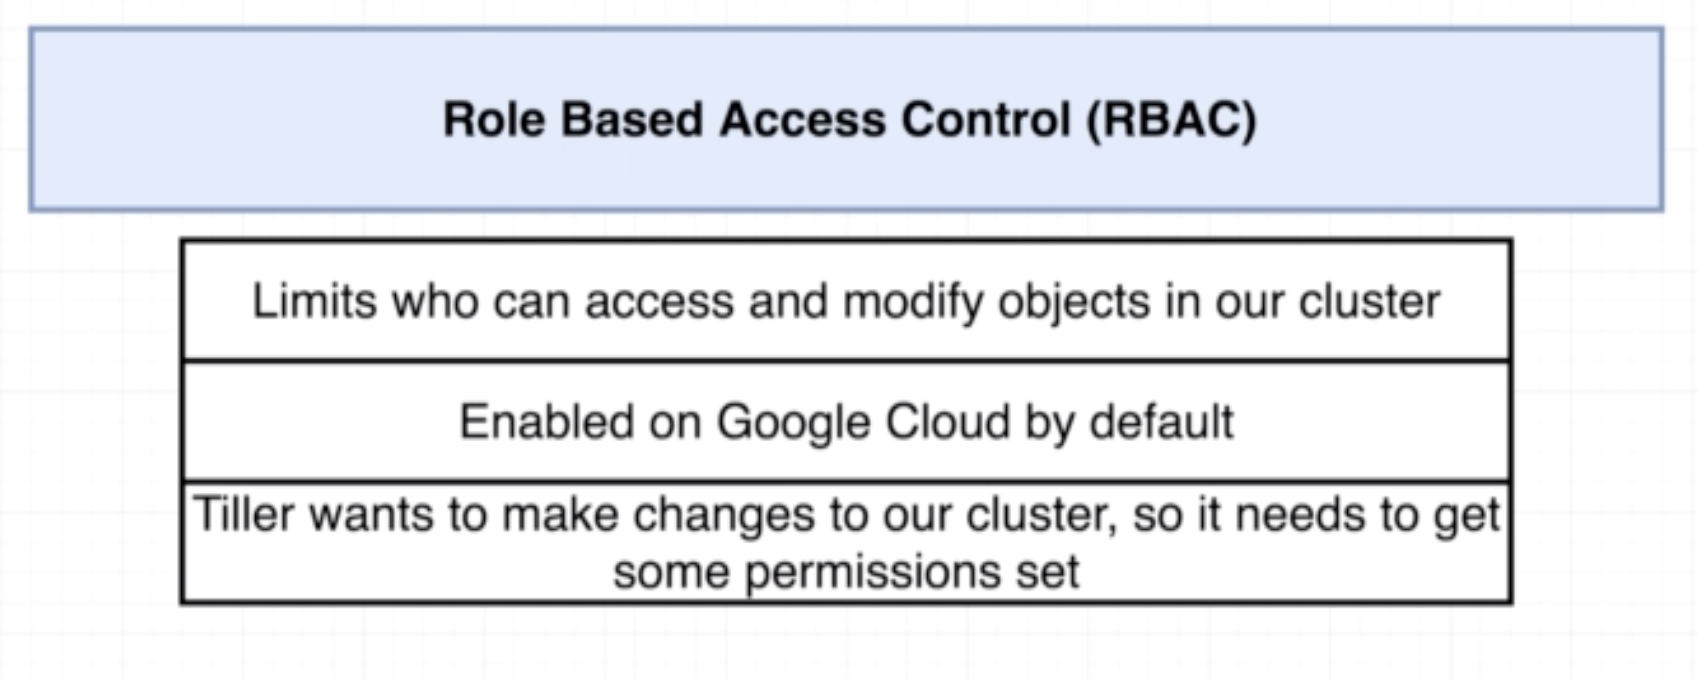 Role Based Access Control (RBAC)
Limits who can access and modify objects in our cluster
Enabled on Google Cloud by default
Tiller wants to make changes to our cluster, so it needs to get
some permissions set